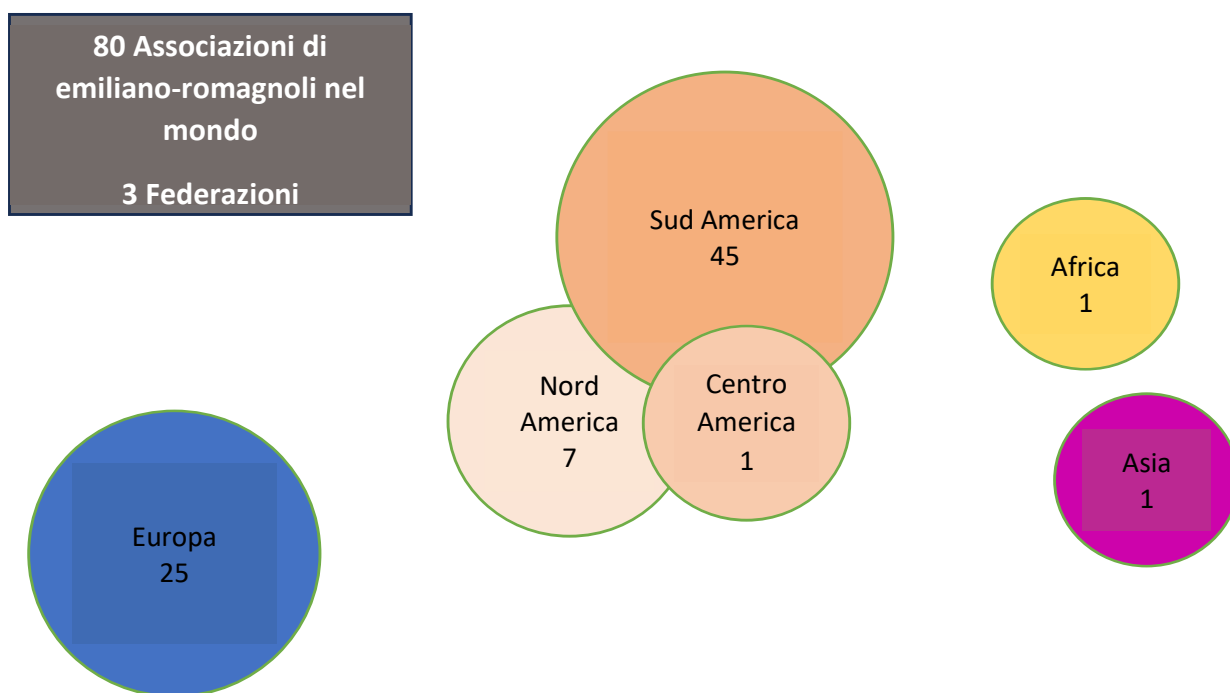 80 Associazioni di
emiliano-romagnoli nel
mondo
3 Federazioni
Sud America
45
Africa
1
Nord
America
7
Centro
America
1
Asia
1
Europa
25